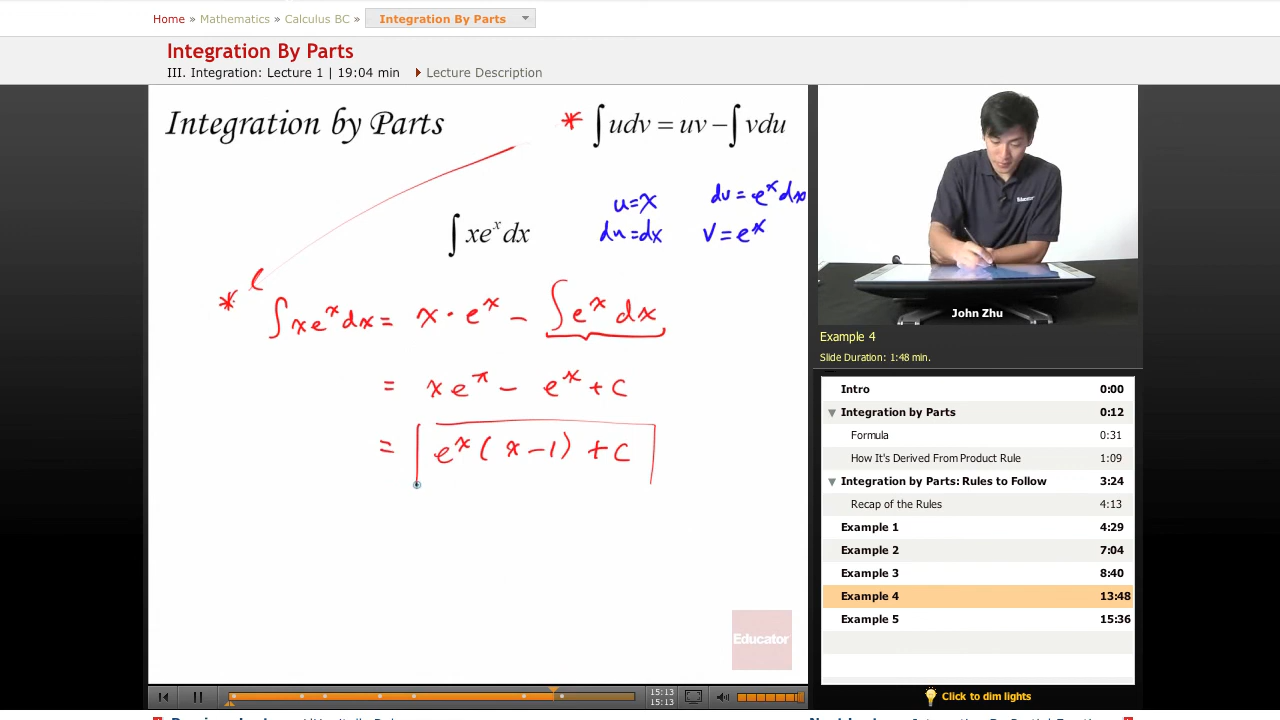 Home » Mathematics » Calculus BC » Integration By Parts
Integration By Parts
III. Integration: Lecture 1 | 19:04 min Lecture Description
Integration by Parts
* ∫udv = uv − ∫vdu
u=x dv=e^x dx
∫xe^x dx
du=dx v=e^x
* ∫xe^x dx = x · e^x − ∫e^x dx
= xe^x − e^x + C
= e^x(x−1) + C
Educator
Educator
John Zhu
Example 4
Slide Duration: 1:48 min.
Intro 0:00
Integration by Parts 0:12
Formula 0:31
How It's Derived From Product Rule 1:09
Integration by Parts: Rules to Follow 3:24
Recap of the Rules 4:13
Example 1 4:29
Example 2 7:04
Example 3 8:40
Example 4 13:48
Example 5 15:36
15:13
15:13
Click to dim lights